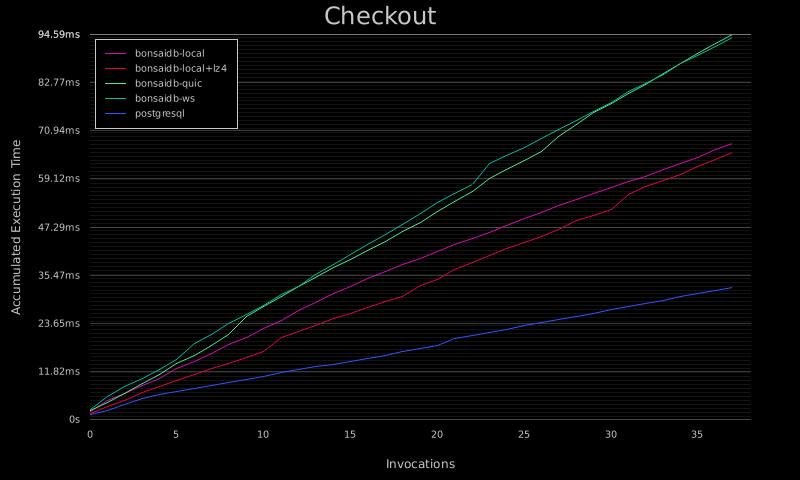 Checkout
94.59ms
bonsaidb-local
bonsaidb-local+lz4
bonsaidb-quic
bonsaidb-ws
postgresql
82.77ms
70.94ms
59.12ms
47.29ms
35.47ms
23.65ms
11.82ms
0s
Accumulated Execution Time
0 5 10 15 20 25 30 35
Invocations